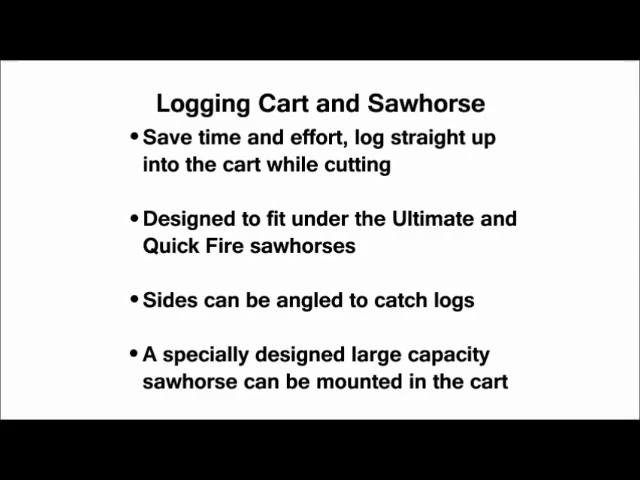 Logging Cart and Sawhorse
•Save time and effort, log straight up
into the cart while cutting
•Designed to fit under the Ultimate and
Quick Fire sawhorses
•Sides can be angled to catch logs
•A specially designed large capacity
sawhorse can be mounted in the cart